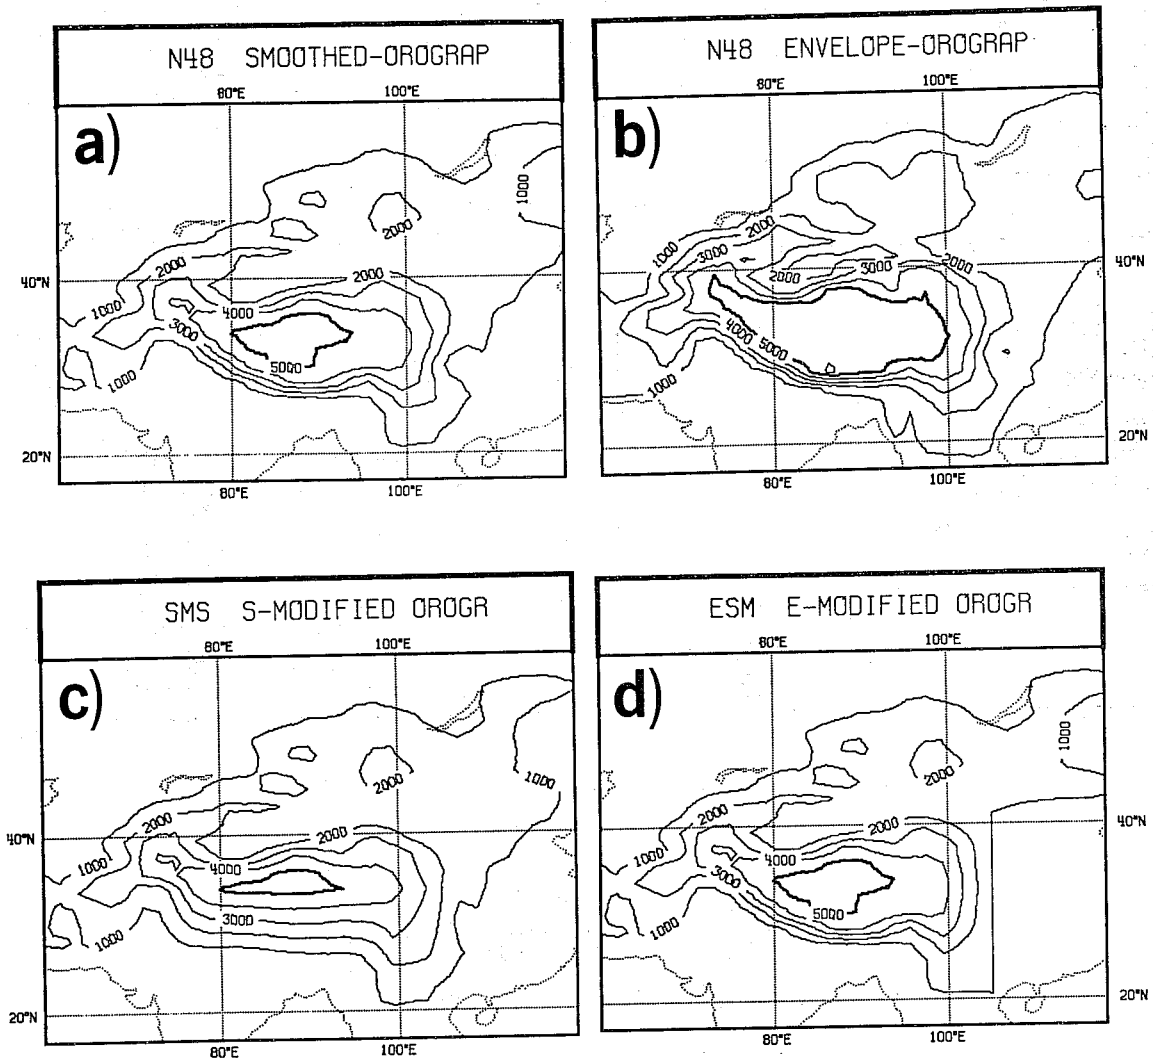 N48 SMOOTHED-OROGRAP
80°E 100°E
a)
1000
2000
2000
2000
40°N
1000
4000
3000
5000
1000
20°N
80°E 100°E
N48 ENVELOPE-OROGRAP
80°E 100°E
b)
2000
1000
3000
2000
3000
2000
40°N
4000
5000
1000
20°N
80°E 100°E
SMS S-MODIFIED OROGR
80°E 100°E
c)
2000
1000
2000
2000
40°N
1000
4000
3000
1000
20°N
80°E 100°E
ESM E-MODIFIED OROGR
80°E 100°E
d)
1000
2000
2000
2000
40°N
1000
4000
3000
5000
1000
20°N
80°E 100°E